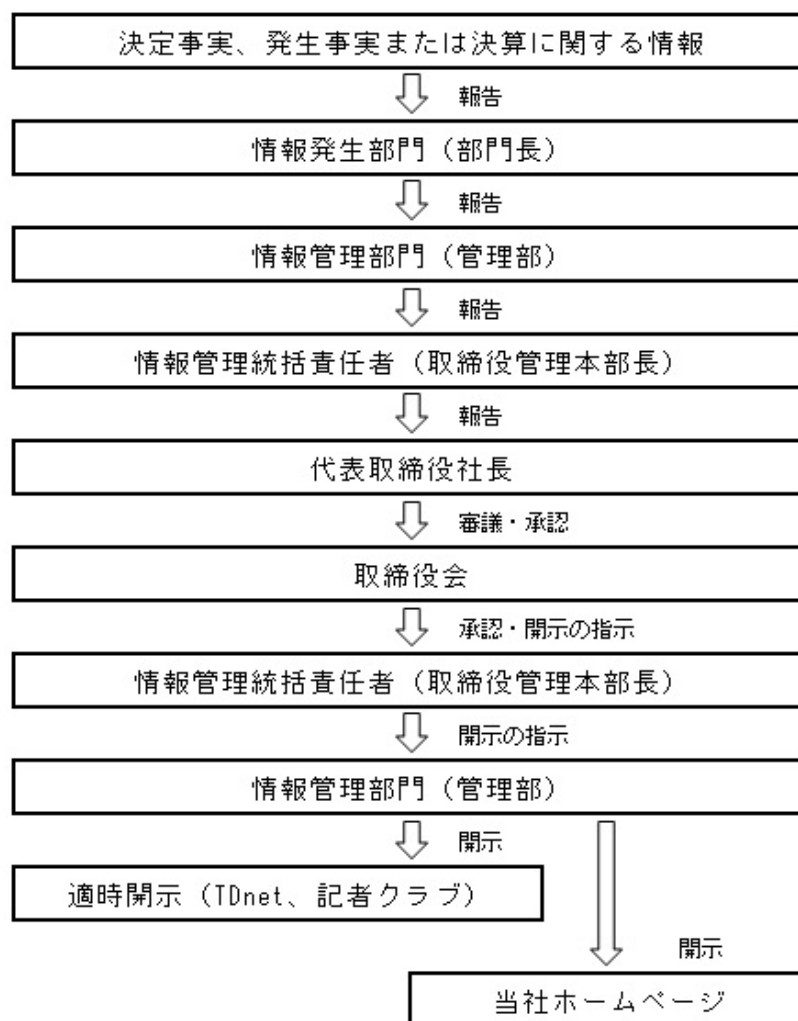 決定事実、発生事実または決算に関する情報
報告
情報発生部門（部門長）
報告
情報管理部門（管理部）
報告
情報管理統括責任者（取締役管理本部長）
報告
代表取締役社長
審議・承認
取締役会
承認・開示の指示
情報管理統括責任者（取締役管理本部長）
開示の指示
情報管理部門（管理部）
開示
適時開示（TDnet、記者クラブ）
開示
当社ホームページ